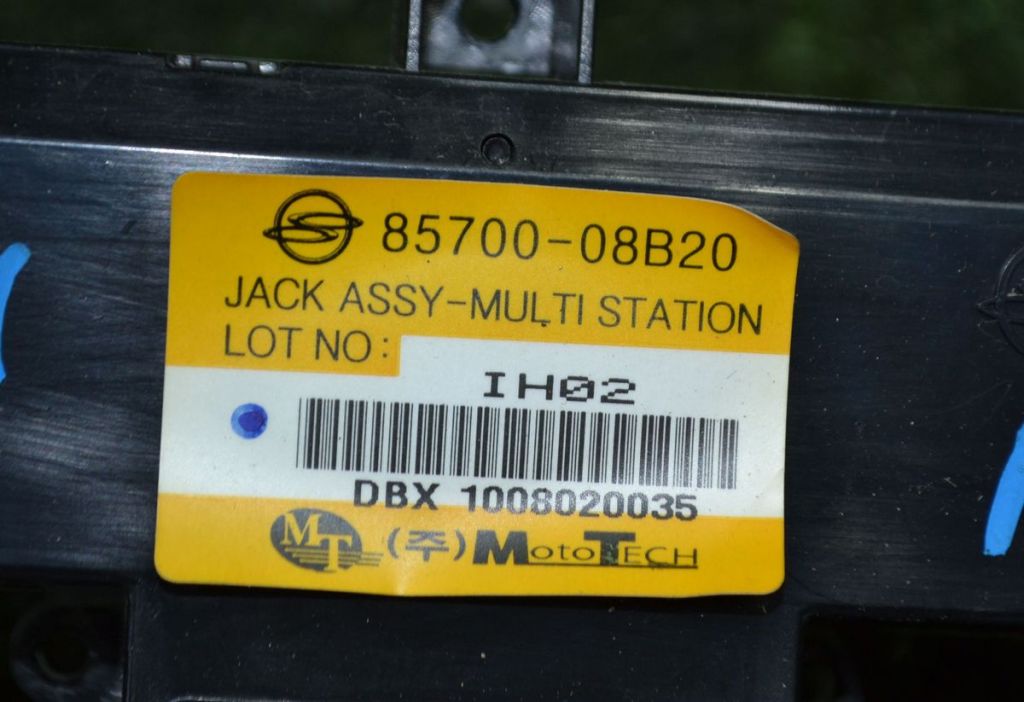 85700-08B20
JACK ASSY-MULTI STATION
LOT NO :
IH02
DBX 1008020035
MT (주)MOTOTECH